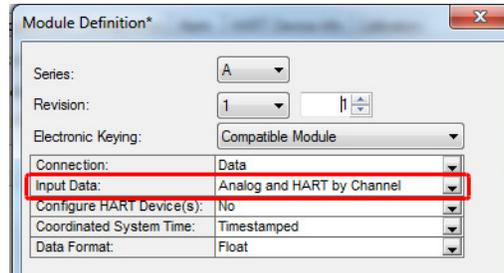 Module Definition*
Series: A
Revision: 1 1
Electronic Keying: Compatible Module
Connection: Data
Input Data: Analog and HART by Channel
Configure HART Device(s): No
Coordinated System Time: Timestamped
Data Format: Float